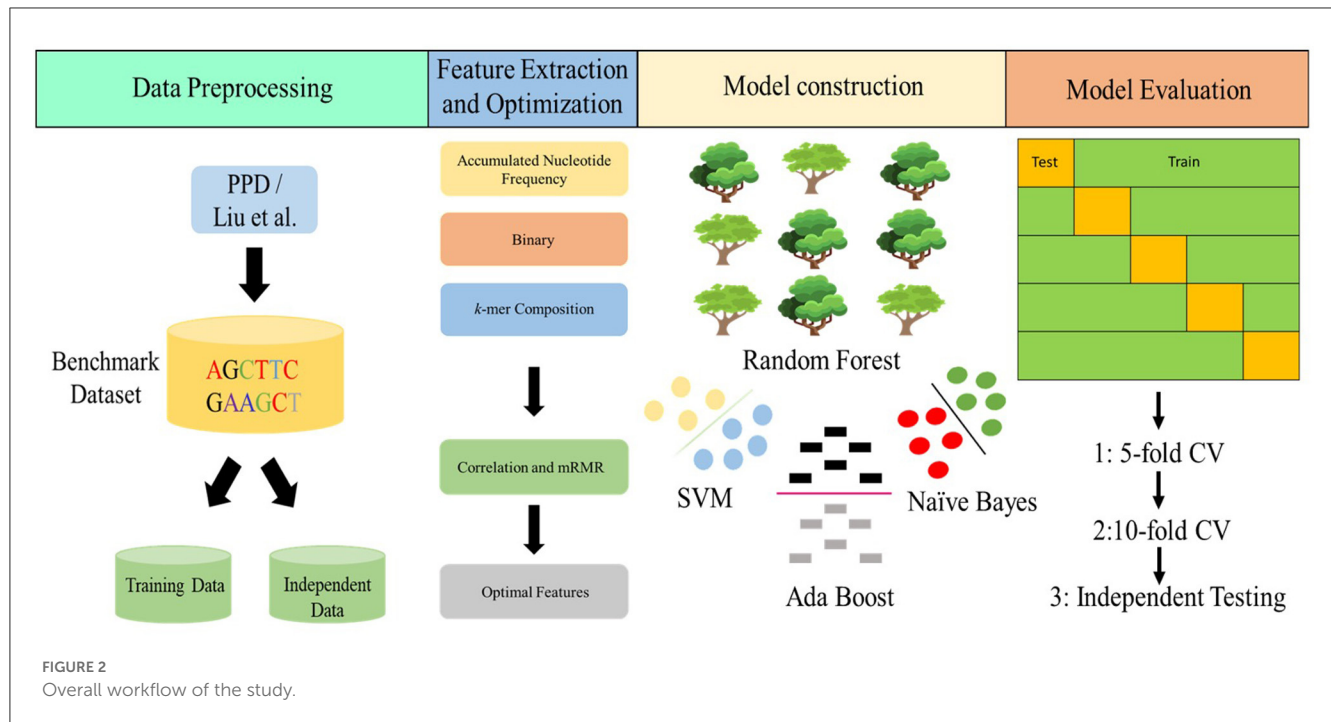 Data Preprocessing
Feature Extraction
and Optimization
Model construction
Model Evaluation
PPD /
Liu et al.
Benchmark
Dataset
AGCTTC
GAAGCT
Training Data
Independent
Data
Accumulated Nucleotide
Frequency
Binary
k-mer Composition
Correlation and mRMR
Optimal Features
Random Forest
SVM
Naïve Bayes
Ada Boost
Test
Train
1: 5-fold CV
2:10-fold CV
3: Independent Testing
FIGURE 2
Overall workflow of the study.